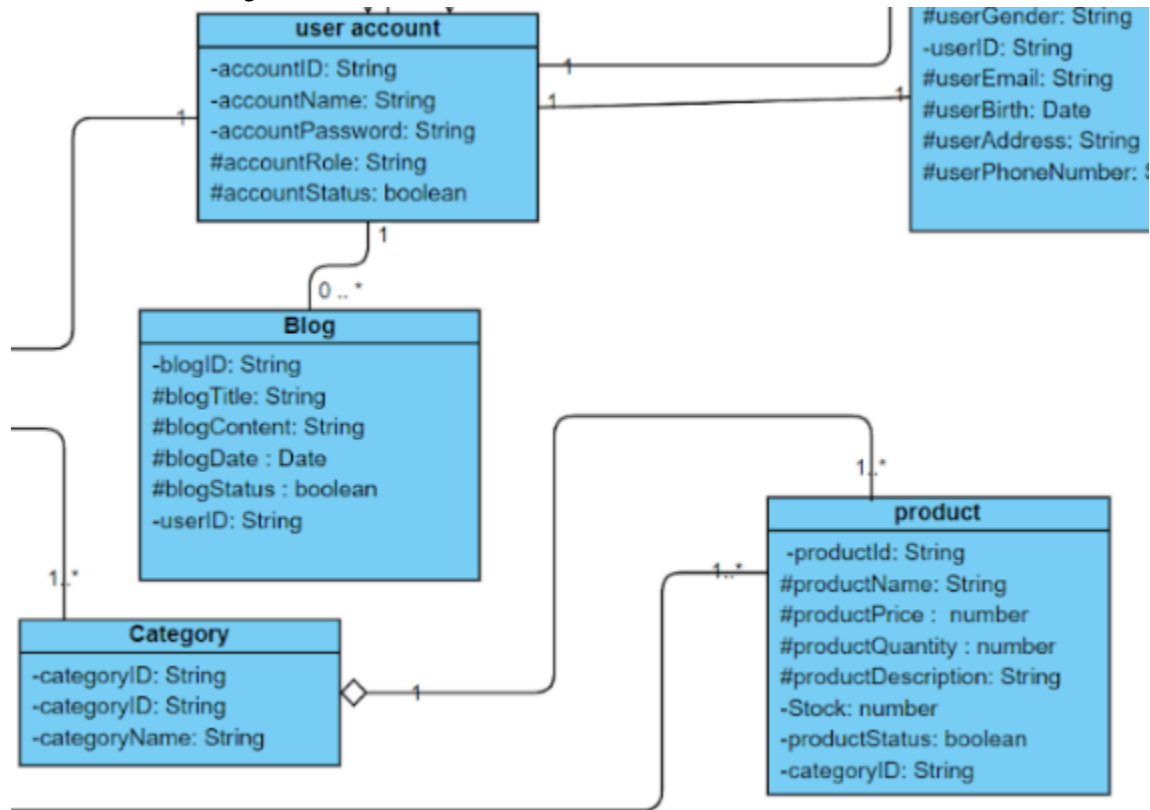 user account
-accountID: String
-accountName: String
-accountPassword: String
#accountRole: String
#accountStatus: boolean
#userGender: String
-userID: String
#userEmail: String
#userBirth: Date
#userAddress: String
#userPhoneNumber:
1
1
1
1
1
0 .. *
Blog
-blogID: String
#blogTitle: String
#blogContent: String
#blogDate : Date
#blogStatus : boolean
-userID: String
1..*
Category
-categoryID: String
-categoryID: String
-categoryName: String
1
1..*
1..*
product
-productId: String
#productName: String
#productPrice : number
#productQuantity : number
#productDescription: String
-Stock: number
-productStatus: boolean
-categoryID: String